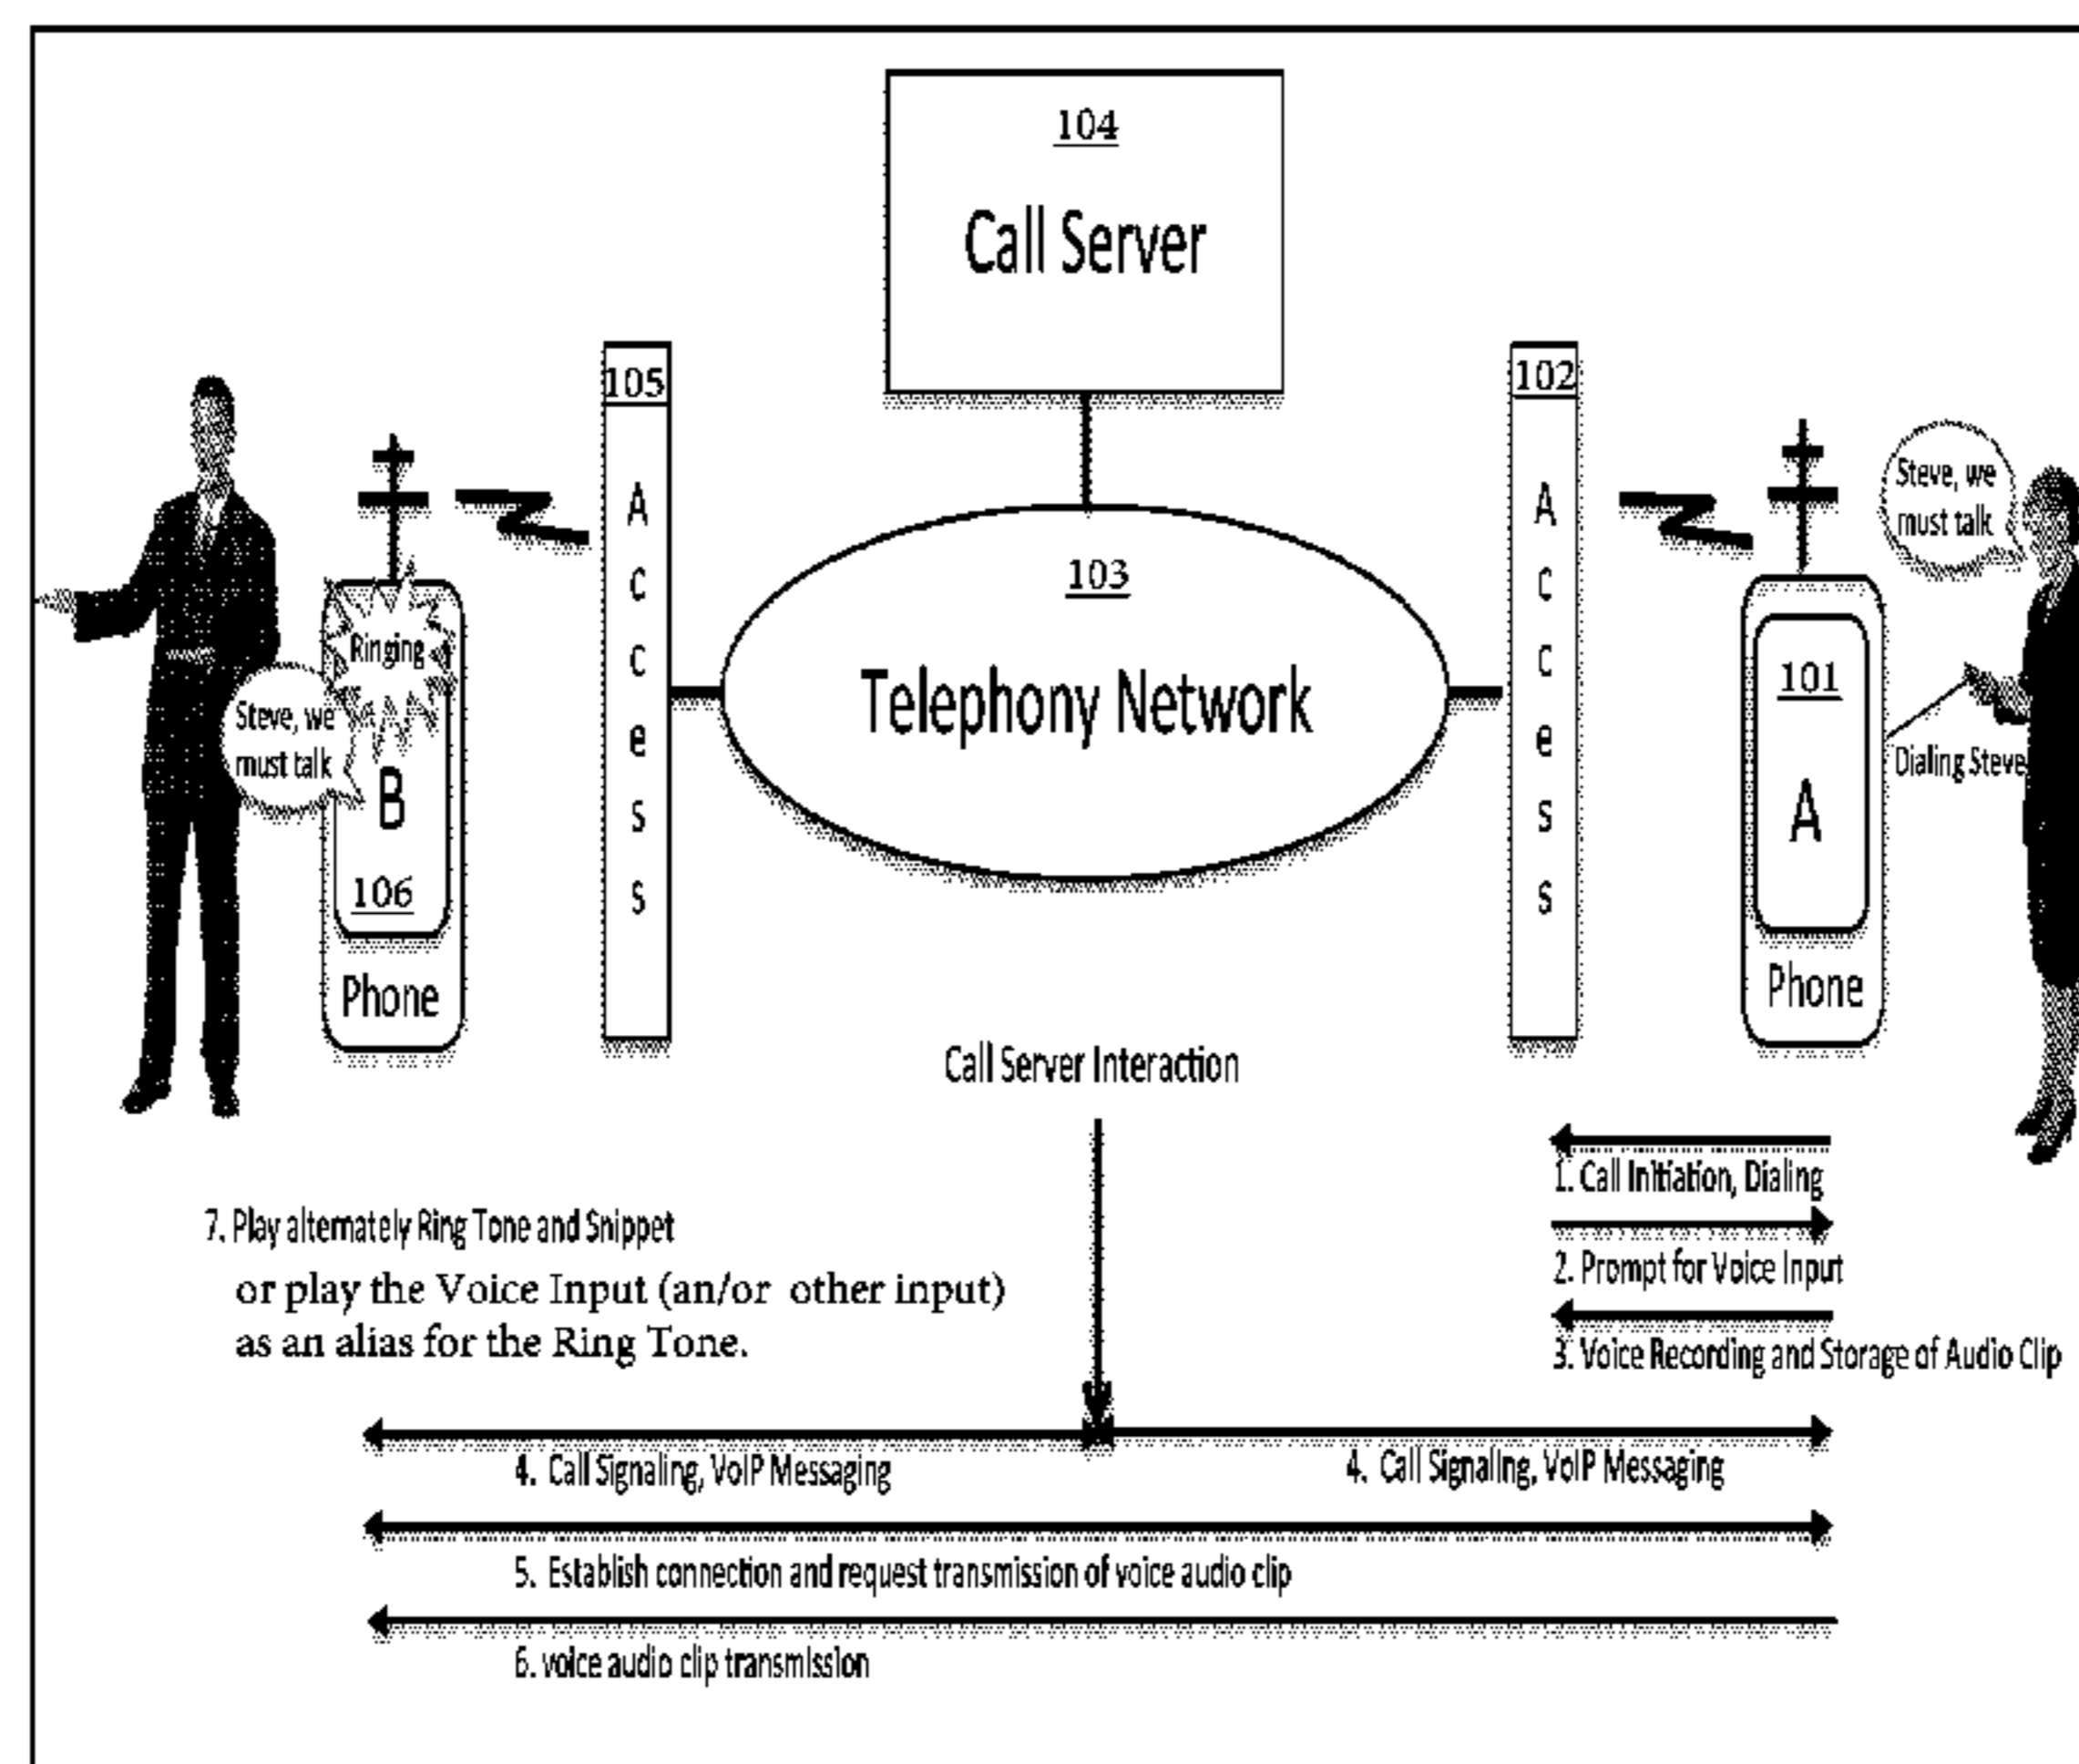 104
Call Server
105
102
Access
Access
Steve, we
must talk
103
Telephony Network
Ringing
Steve, we
must talk
B
106
Phone
101
A
Phone
Dialing Steve
Call Server Interaction
1. Call Initiation, Dialing
2. Prompt for Voice Input
3. Voice Recording and Storage of Audio Clip
7. Play alternately Ring Tone and Snippet
or play the Voice Input (an/or other input)
as an alias for the Ring Tone.
4. Call Signaling, VoIP Messaging
4. Call Signaling, VoIP Messaging
5. Establish connection and request transmission of voice audio clip
6. voice audio clip transmission